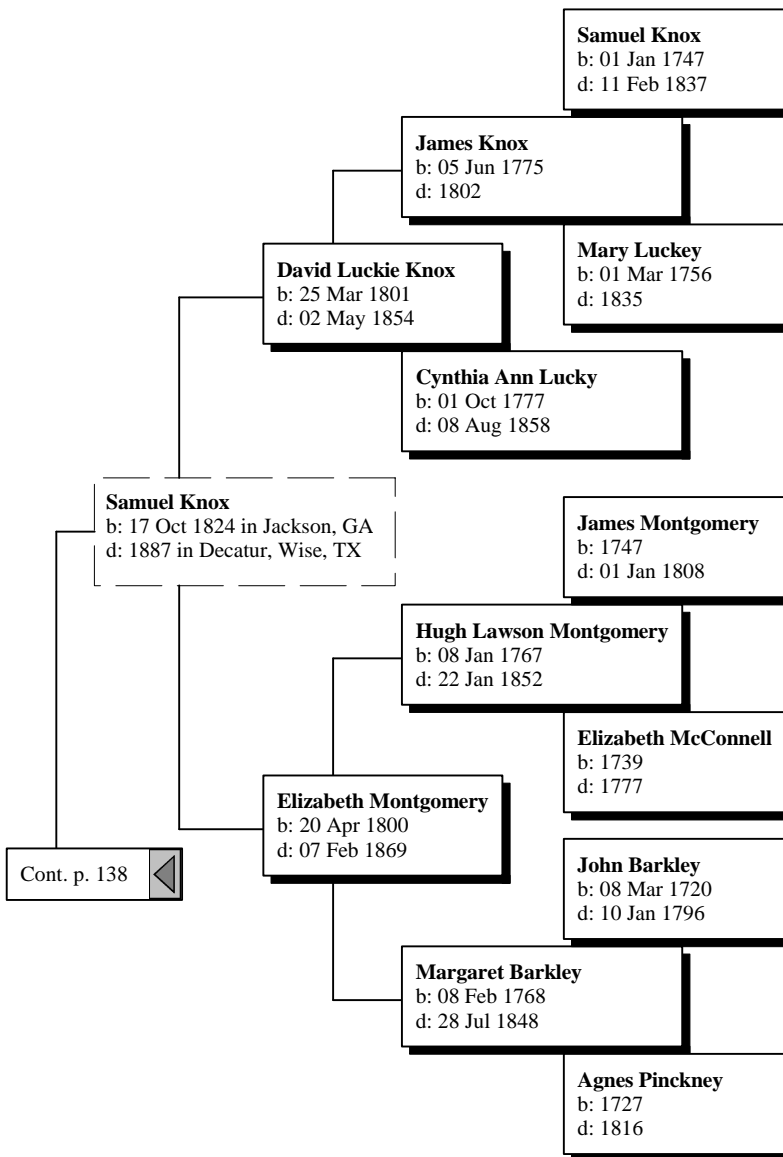 Samuel Knox
b: 01 Jan 1747
d: 11 Feb 1837
James Knox
b: 05 Jun 1775
d: 1802
Mary Luckey
b: 01 Mar 1756
d: 1835
David Luckie Knox
b: 25 Mar 1801
d: 02 May 1854
Cynthia Ann Lucky
b: 01 Oct 1777
d: 08 Aug 1858
Samuel Knox
b: 17 Oct 1824 in Jackson, GA
d: 1887 in Decatur, Wise, TX
James Montgomery
b: 1747
d: 01 Jan 1808
Hugh Lawson Montgomery
b: 08 Jan 1767
d: 22 Jan 1852
Elizabeth McConnell
b: 1739
d: 1777
Elizabeth Montgomery
b: 20 Apr 1800
d: 07 Feb 1869
Cont. p. 138
John Barkley
b: 08 Mar 1720
d: 10 Jan 1796
Margaret Barkley
b: 08 Feb 1768
d: 28 Jul 1848
Agnes Pinckney
b: 1727
d: 1816